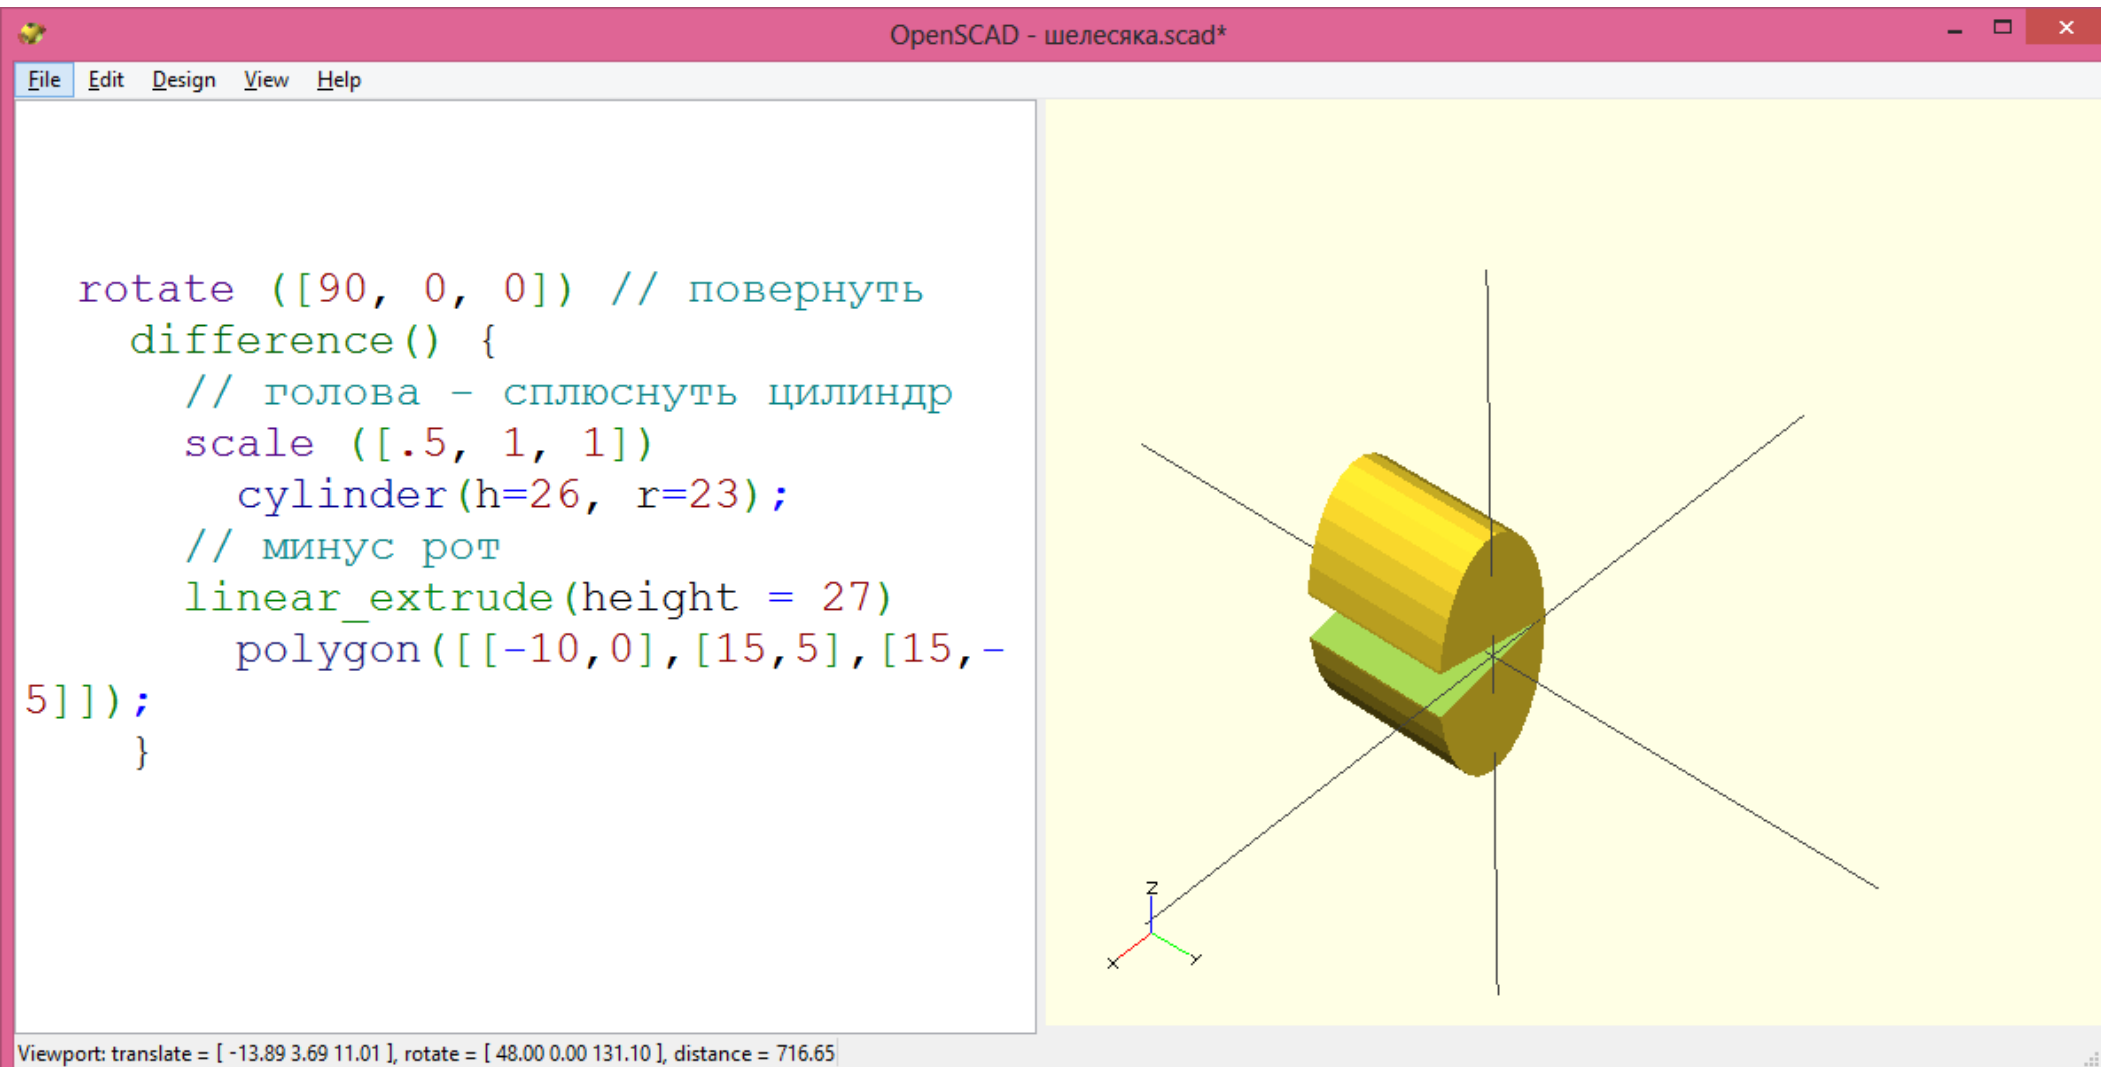 OpenSCAD - шелесяка.scad*
File Edit Design View Help
rotate ([90, 0, 0]) // повернуть
difference() {
// голова - сплюснуть цилиндр
scale ([.5, 1, 1])
cylinder(h=26, r=23);
// минус рот
linear_extrude(height = 27)
polygon([[-10,0],[15,5],[15,-
5]]);
}
Z
X
Y
Viewport: translate = [ -13.89 3.69 11.01 ], rotate = [ 48.00 0.00 131.10 ], distance = 716.65